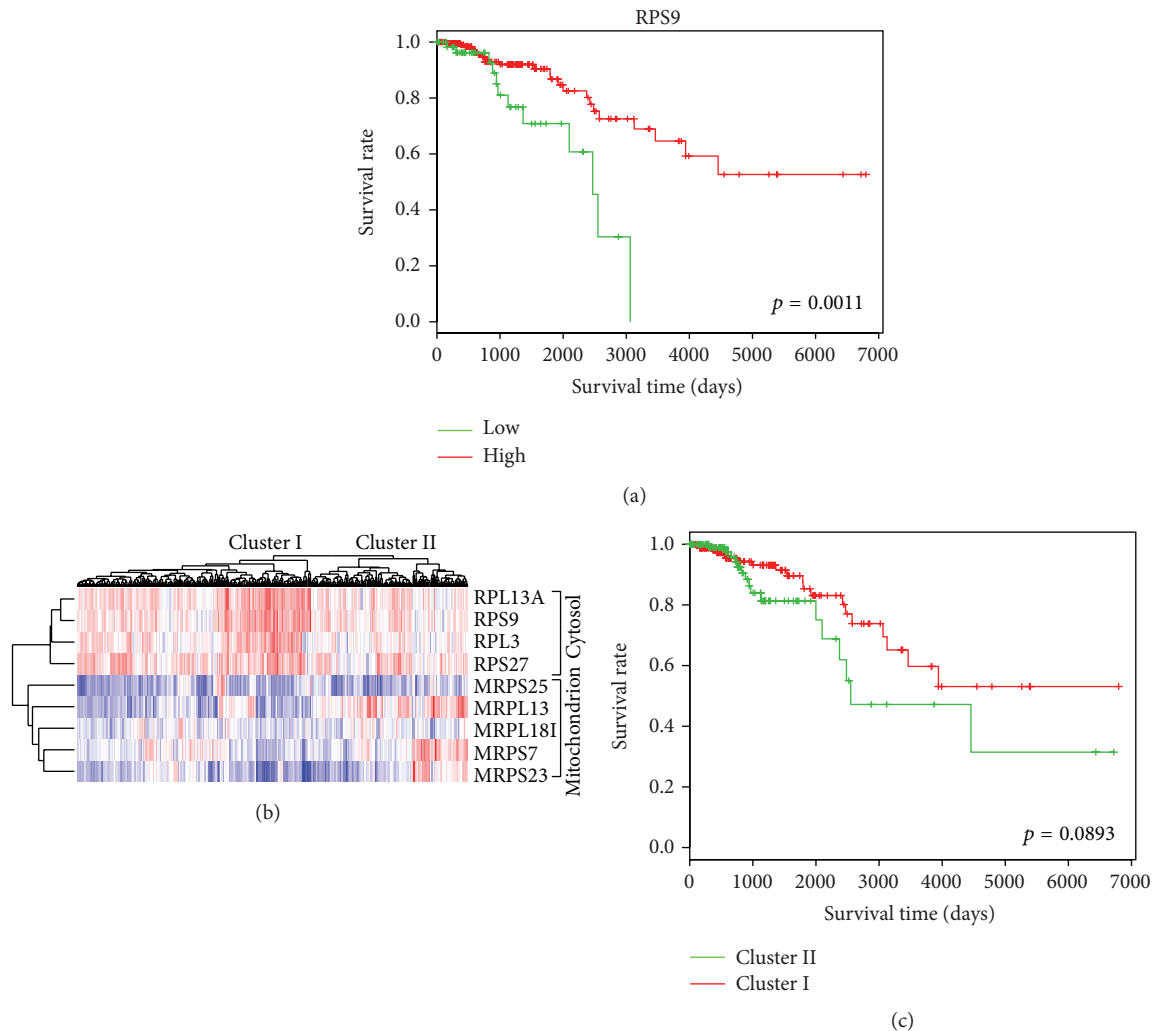 RPS9
Survival rate
1.0
0.8
0.6
0.4
0.2
0.0
p = 0.0011
0 1000 2000 3000 4000 5000 6000 7000
Survival time (days)
Low
High
(a)
Cluster I Cluster II
RPL13A
RPS9
RPL3
RPS27
MRPS25
MRPL13
MRPL18I
MRPS7
MRPS23
Cytosol
Mitochondrion
(b)
Survival rate
1.0
0.8
0.6
0.4
0.2
0.0
p = 0.0893
0 1000 2000 3000 4000 5000 6000 7000
Survival time (days)
Cluster II
Cluster I
(c)